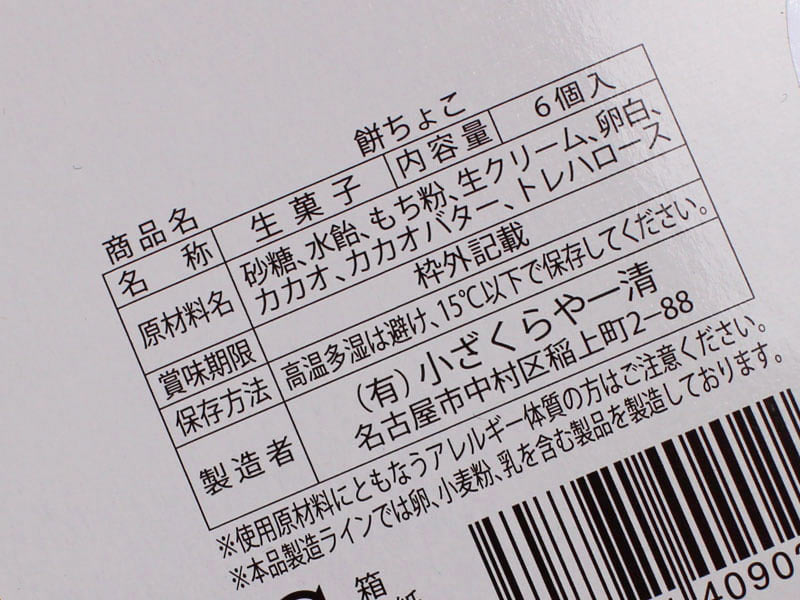 商品名 餅ちょこ
名称 生菓子 内容量 6個入
原材料名 砂糖、水飴、もち粉、生クリーム、卵白、
カカオ、カカオバター、トレハロース
賞味期限 枠外記載
保存方法 高温多湿は避け、15℃以下で保存してください。
製造者 (有)小ざくらや一清
名古屋市中村区稲上町2-88
※使用原材料にともなうアレルギー体質の方はご注意ください。
※本品製造ラインでは卵、小麦粉、乳を含む製品を製造しております。
箱
4090